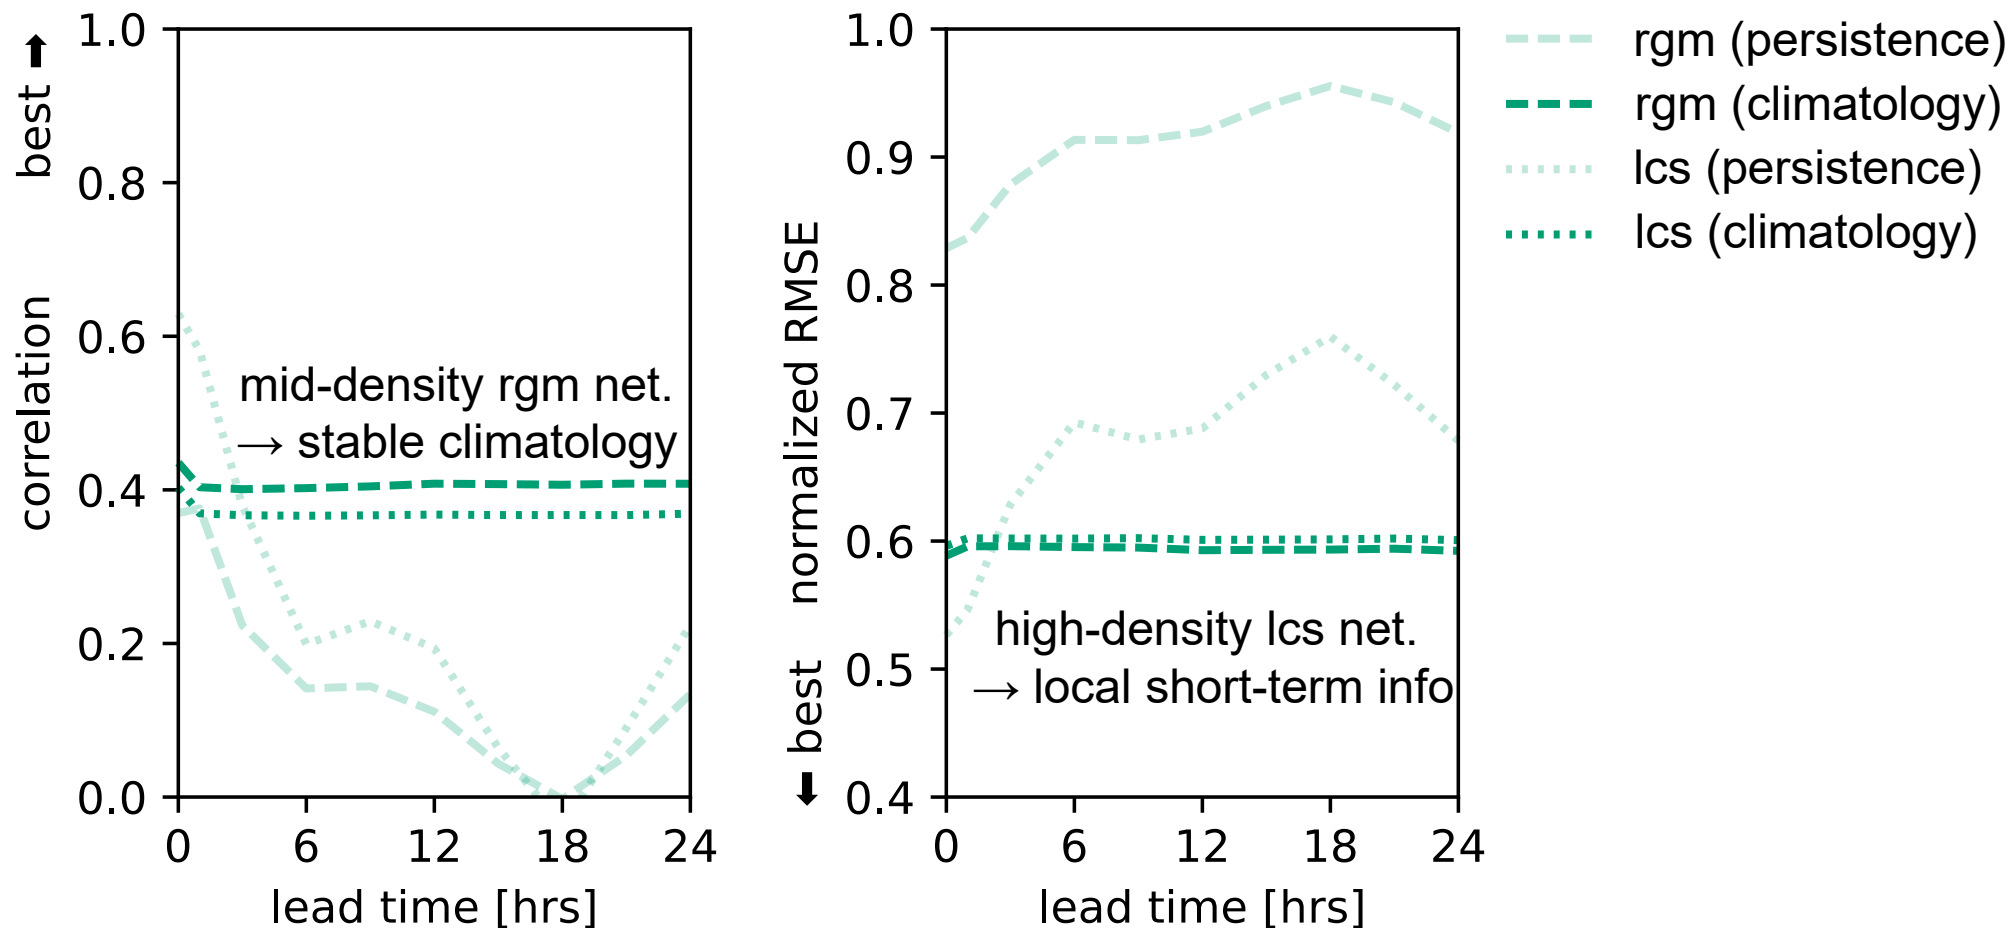 correlation best ➡
1.0
0.8
0.6
0.4
0.2
0.0
mid-density rgm net.
→ stable climatology
0
6
12
18
24
lead time [hrs]
⬅ best normalized RMSE
1.0
0.9
0.8
0.7
0.6
0.5
0.4
high-density lcs net.
→ local short-term info
0
6
12
18
24
lead time [hrs]
rgm (persistence)
rgm (climatology)
lcs (persistence)
lcs (climatology)